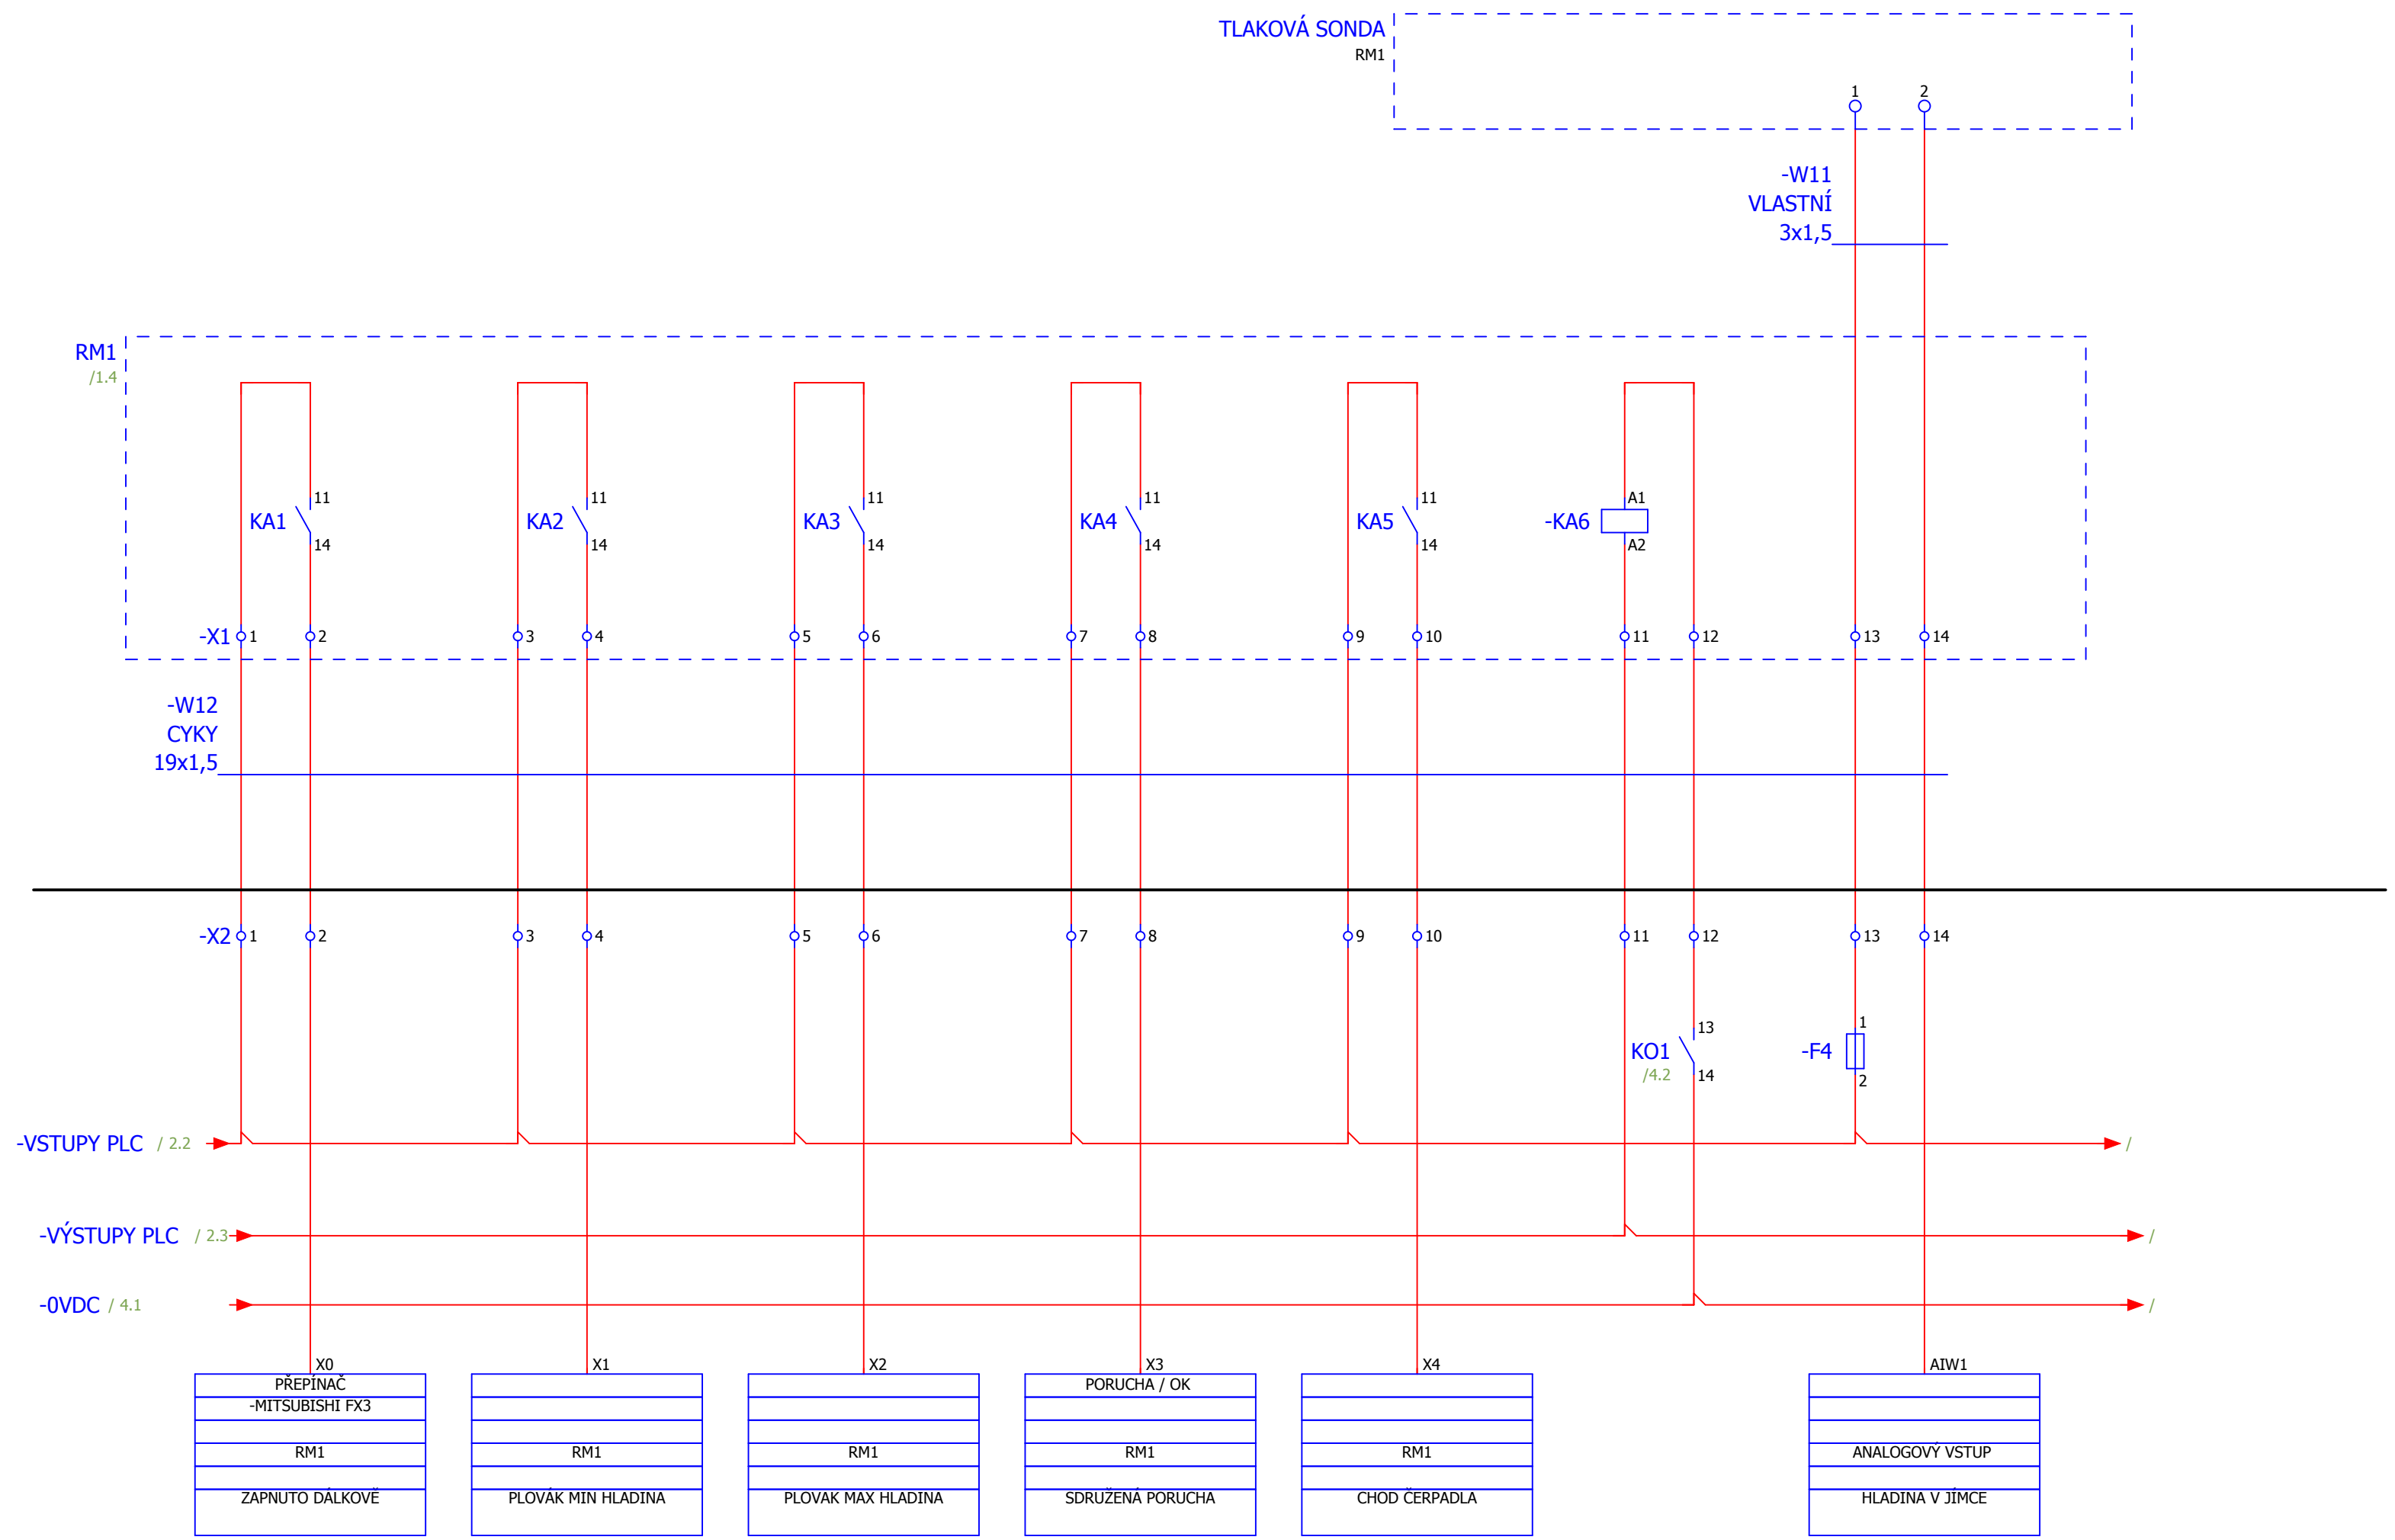 TLAKOVÁ SONDA
RM1
1 2
-W11
VLASTNÍ
3x1,5
RM1
/1.4
11 11 11 11 11 A1
KA1 KA2 KA3 KA4 KA5 -KA6
14 14 14 14 14 A2
-X1 1 2 3 4 5 6 7 8 9 10 11 12 13 14
-W12
CYKY
19x1,5
-X2 1 2 3 4 5 6 7 8 9 10 11 12 13 14
13 1
KO1 -F4
/4.2 14 2
-VSTUPY PLC / 2.2 /
-VÝSTUPY PLC / 2.3 /
-0VDC / 4.1 /
X0 X1 X2 X3 X4 AIW1
PŘEPÍNAČ PORUCHA / OK
-MITSUBISHI FX3
RM1 RM1 RM1 RM1 RM1 ANALOGOVÝ VSTUP
ZAPNUTO DÁLKOVĚ PLOVÁK MIN HLADINA PLOVAK MAX HLADINA SDRUŽENÁ PORUCHA CHOD ČERPADLA HLADINA V JÍMCE